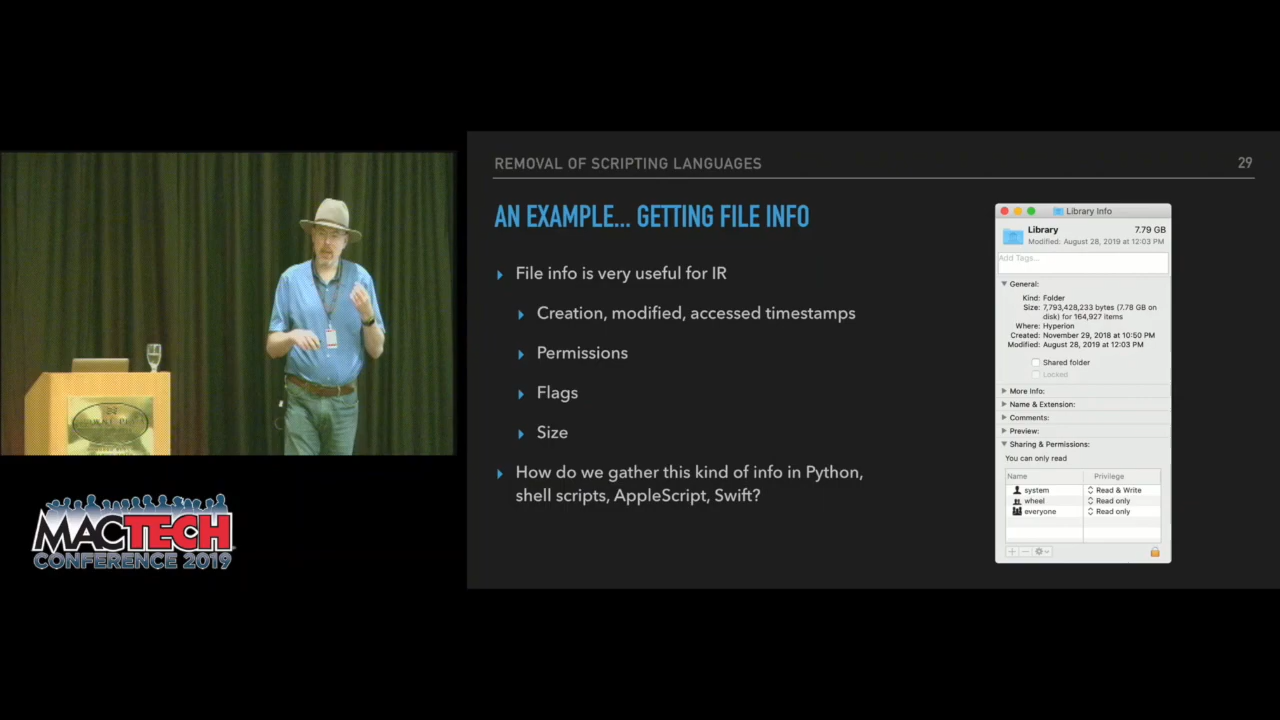 REMOVAL OF SCRIPTING LANGUAGES
29
AN EXAMPLE... GETTING FILE INFO
File info is very useful for IR
Creation, modified, accessed timestamps
Permissions
Flags
Size
How do we gather this kind of info in Python,
shell scripts, AppleScript, Swift?
Library Info
Library 7.79 GB
Modified: August 28, 2019 at 12:03 PM
Add Tags...
General:
Kind: Folder
Size: 7,793,428,233 bytes (7.78 GB on
disk) for 164,927 items
Where: Hyperion
Created: November 29, 2018 at 10:50 PM
Modified: August 28, 2019 at 12:03 PM
Shared folder
Locked
More Info:
Name & Extension:
Comments:
Preview:
Sharing & Permissions:
You can only read
Name Privilege
system Read & Write
wheel Read only
everyone Read only
MACTECH
CONFERENCE 2019